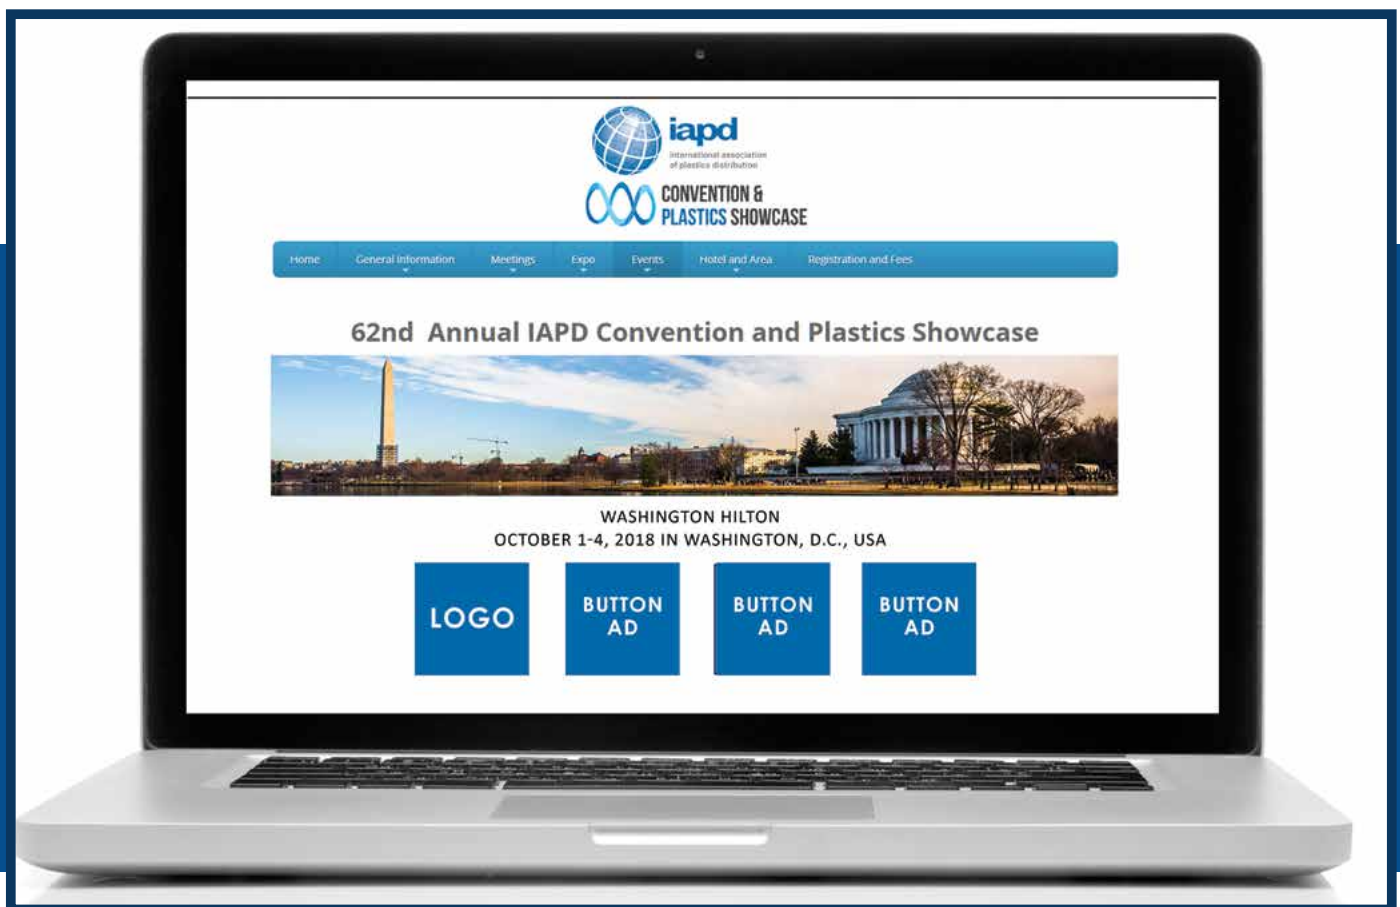 iapd
international association
of plastics distribution
CONVENTION &
PLASTICS SHOWCASE
Home General Information Meetings Expo Events Hotel and Area Registration and Fees
62nd Annual IAPD Convention and Plastics Showcase
WASHINGTON HILTON
OCTOBER 1-4, 2018 IN WASHINGTON, D.C., USA
LOGO
BUTTON
AD
BUTTON
AD
BUTTON
AD